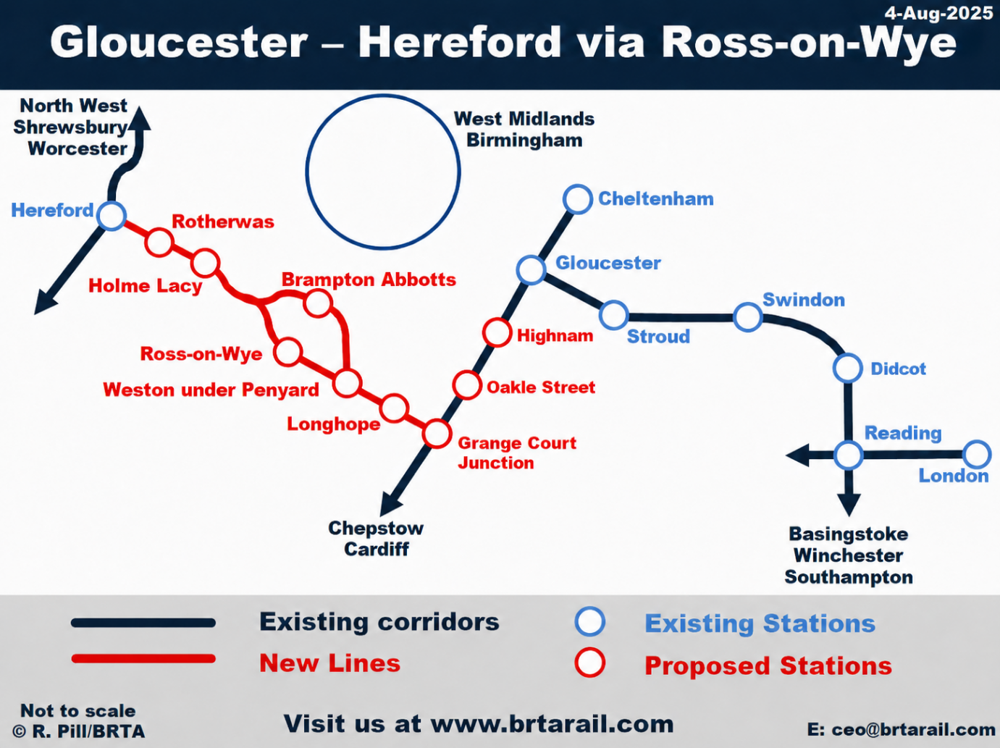 4-Aug-2025
Gloucester – Hereford via Ross-on-Wye
North West
Shrewsbury
Worcester
West Midlands
Birmingham
Hereford
Rotherwas
Holme Lacy
Brampton Abbotts
Cheltenham
Gloucester
Swindon
Stroud
Highnam
Ross-on-Wye
Didcot
Weston under Penyard
Oakle Street
Longhope
Grange Court
Junction
Reading
London
Chepstow
Cardiff
Basingstoke
Winchester
Southampton
Existing corridors
Existing Stations
New Lines
Proposed Stations
Not to scale
© R. Pill/BRTA
Visit us at www.brtarail.com
E: ceo@brtarail.com